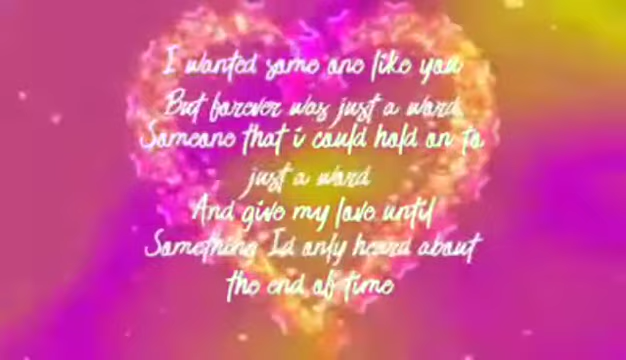 I wanted some one like you
But forever was just a word
Someone that i could hold on to
just a word
And give my love until
Something Id only heard about
the end of time